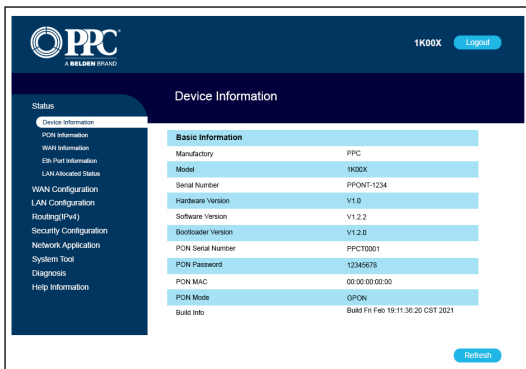 PPC
A BELDEN BRAND
1K00X Logout
Device Information
Status
Device Information
PON Information
WAN Information
Eth Port Information
LAN Allocated Status
WAN Configuration
LAN Configuration
Routing(IPv4)
Security Configuration
Network Application
System Tool
Diagnosis
Help Information
Basic Information
Manufactory PPC
Model 1K00X
Serial Number PPONT-1234
Hardware Version V1.0
Software Version V1.2.2
Bootloader Version V1.2.0
PON Serial Number PPCT0001
PON Password 12345678
PON MAC 00:00:00:00:00
PON Mode GPON
Build Info Build Fri Feb 19:11:36:20 CST 2021
Refresh